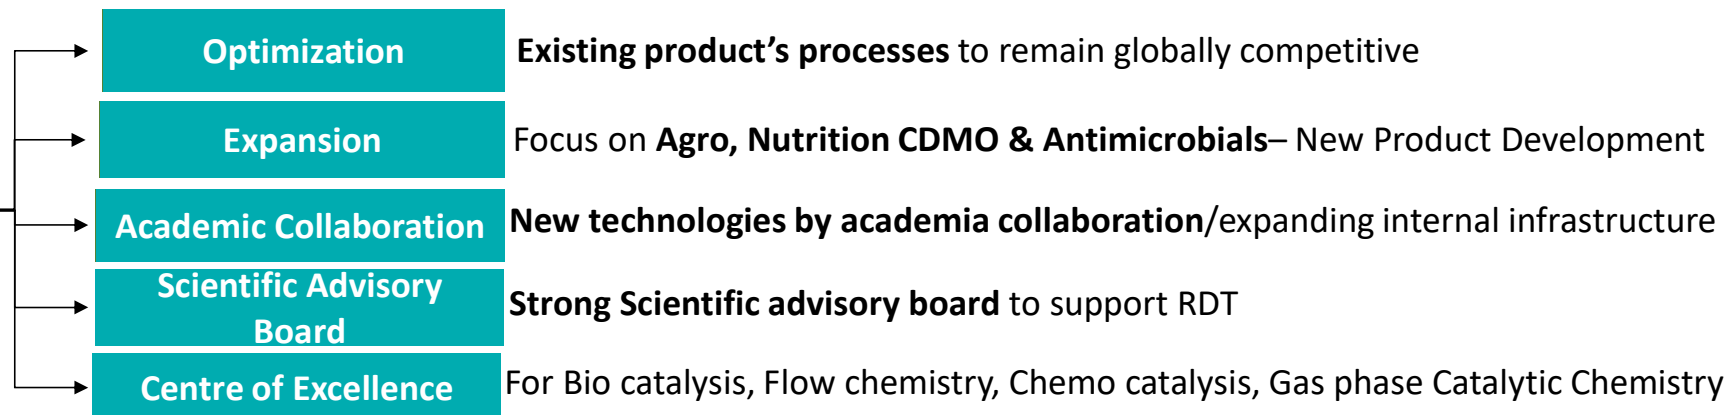 Optimization Existing product’s processes to remain globally competitive
Expansion Focus on Agro, Nutrition CDMO & Antimicrobials– New Product Development
Academic Collaboration New technologies by academia collaboration/expanding internal infrastructure
Scientific Advisory
Board
Strong Scientific advisory board to support RDT
Centre of Excellence For Bio catalysis, Flow chemistry, Chemo catalysis, Gas phase Catalytic Chemistry